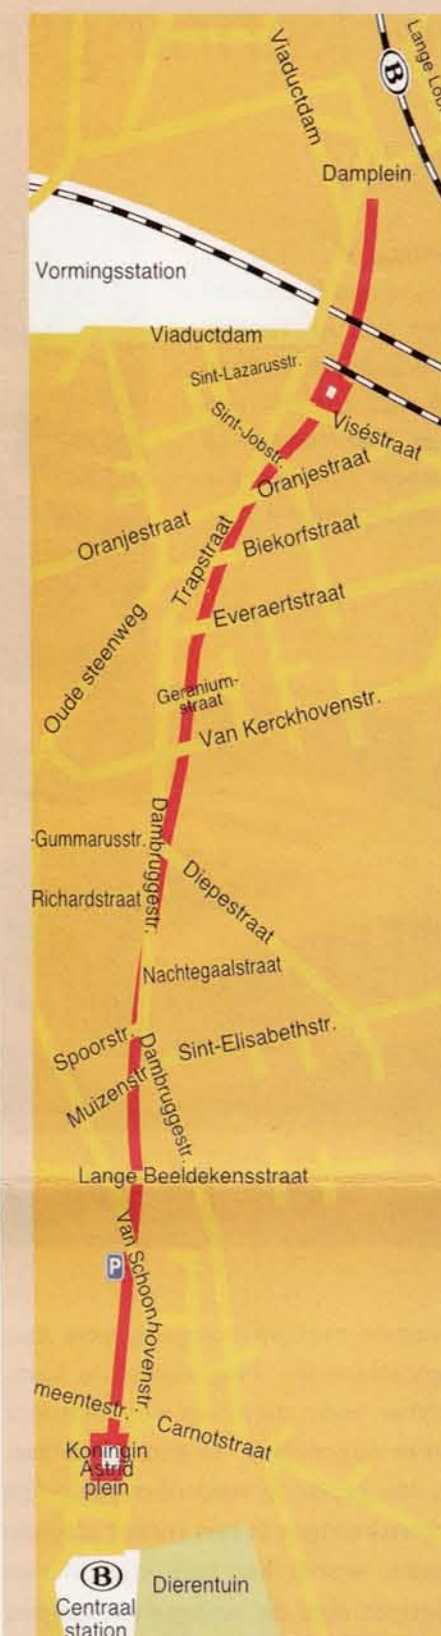 Viaductdam
B
Lange Lob
Damplein
Vormingsstation
Viaductdam
Sint-Lazarusstr.
Sint-Jobstr.
Viséstraat
Oranjestraat
Oranjestraat
Trapstraat
Biekorfstraat
Everaertstraat
Oude steenweg
Geranium-
straat
Van Kerckhovenstr.
Dambruggestr.
-Gummarusstr.
Diepestraat
Richardstraat
Nachtegaalstraat
Spoorstr.
Dambruggestr.
Sint-Elisabethstr.
Muizenstr.
Lange Beeldekensstraat
Van Schoonhovenstr.
P
meentestr.
Carnotstraat
Koningin
Astrid
plein
B
Centraal
station
Dierentuin